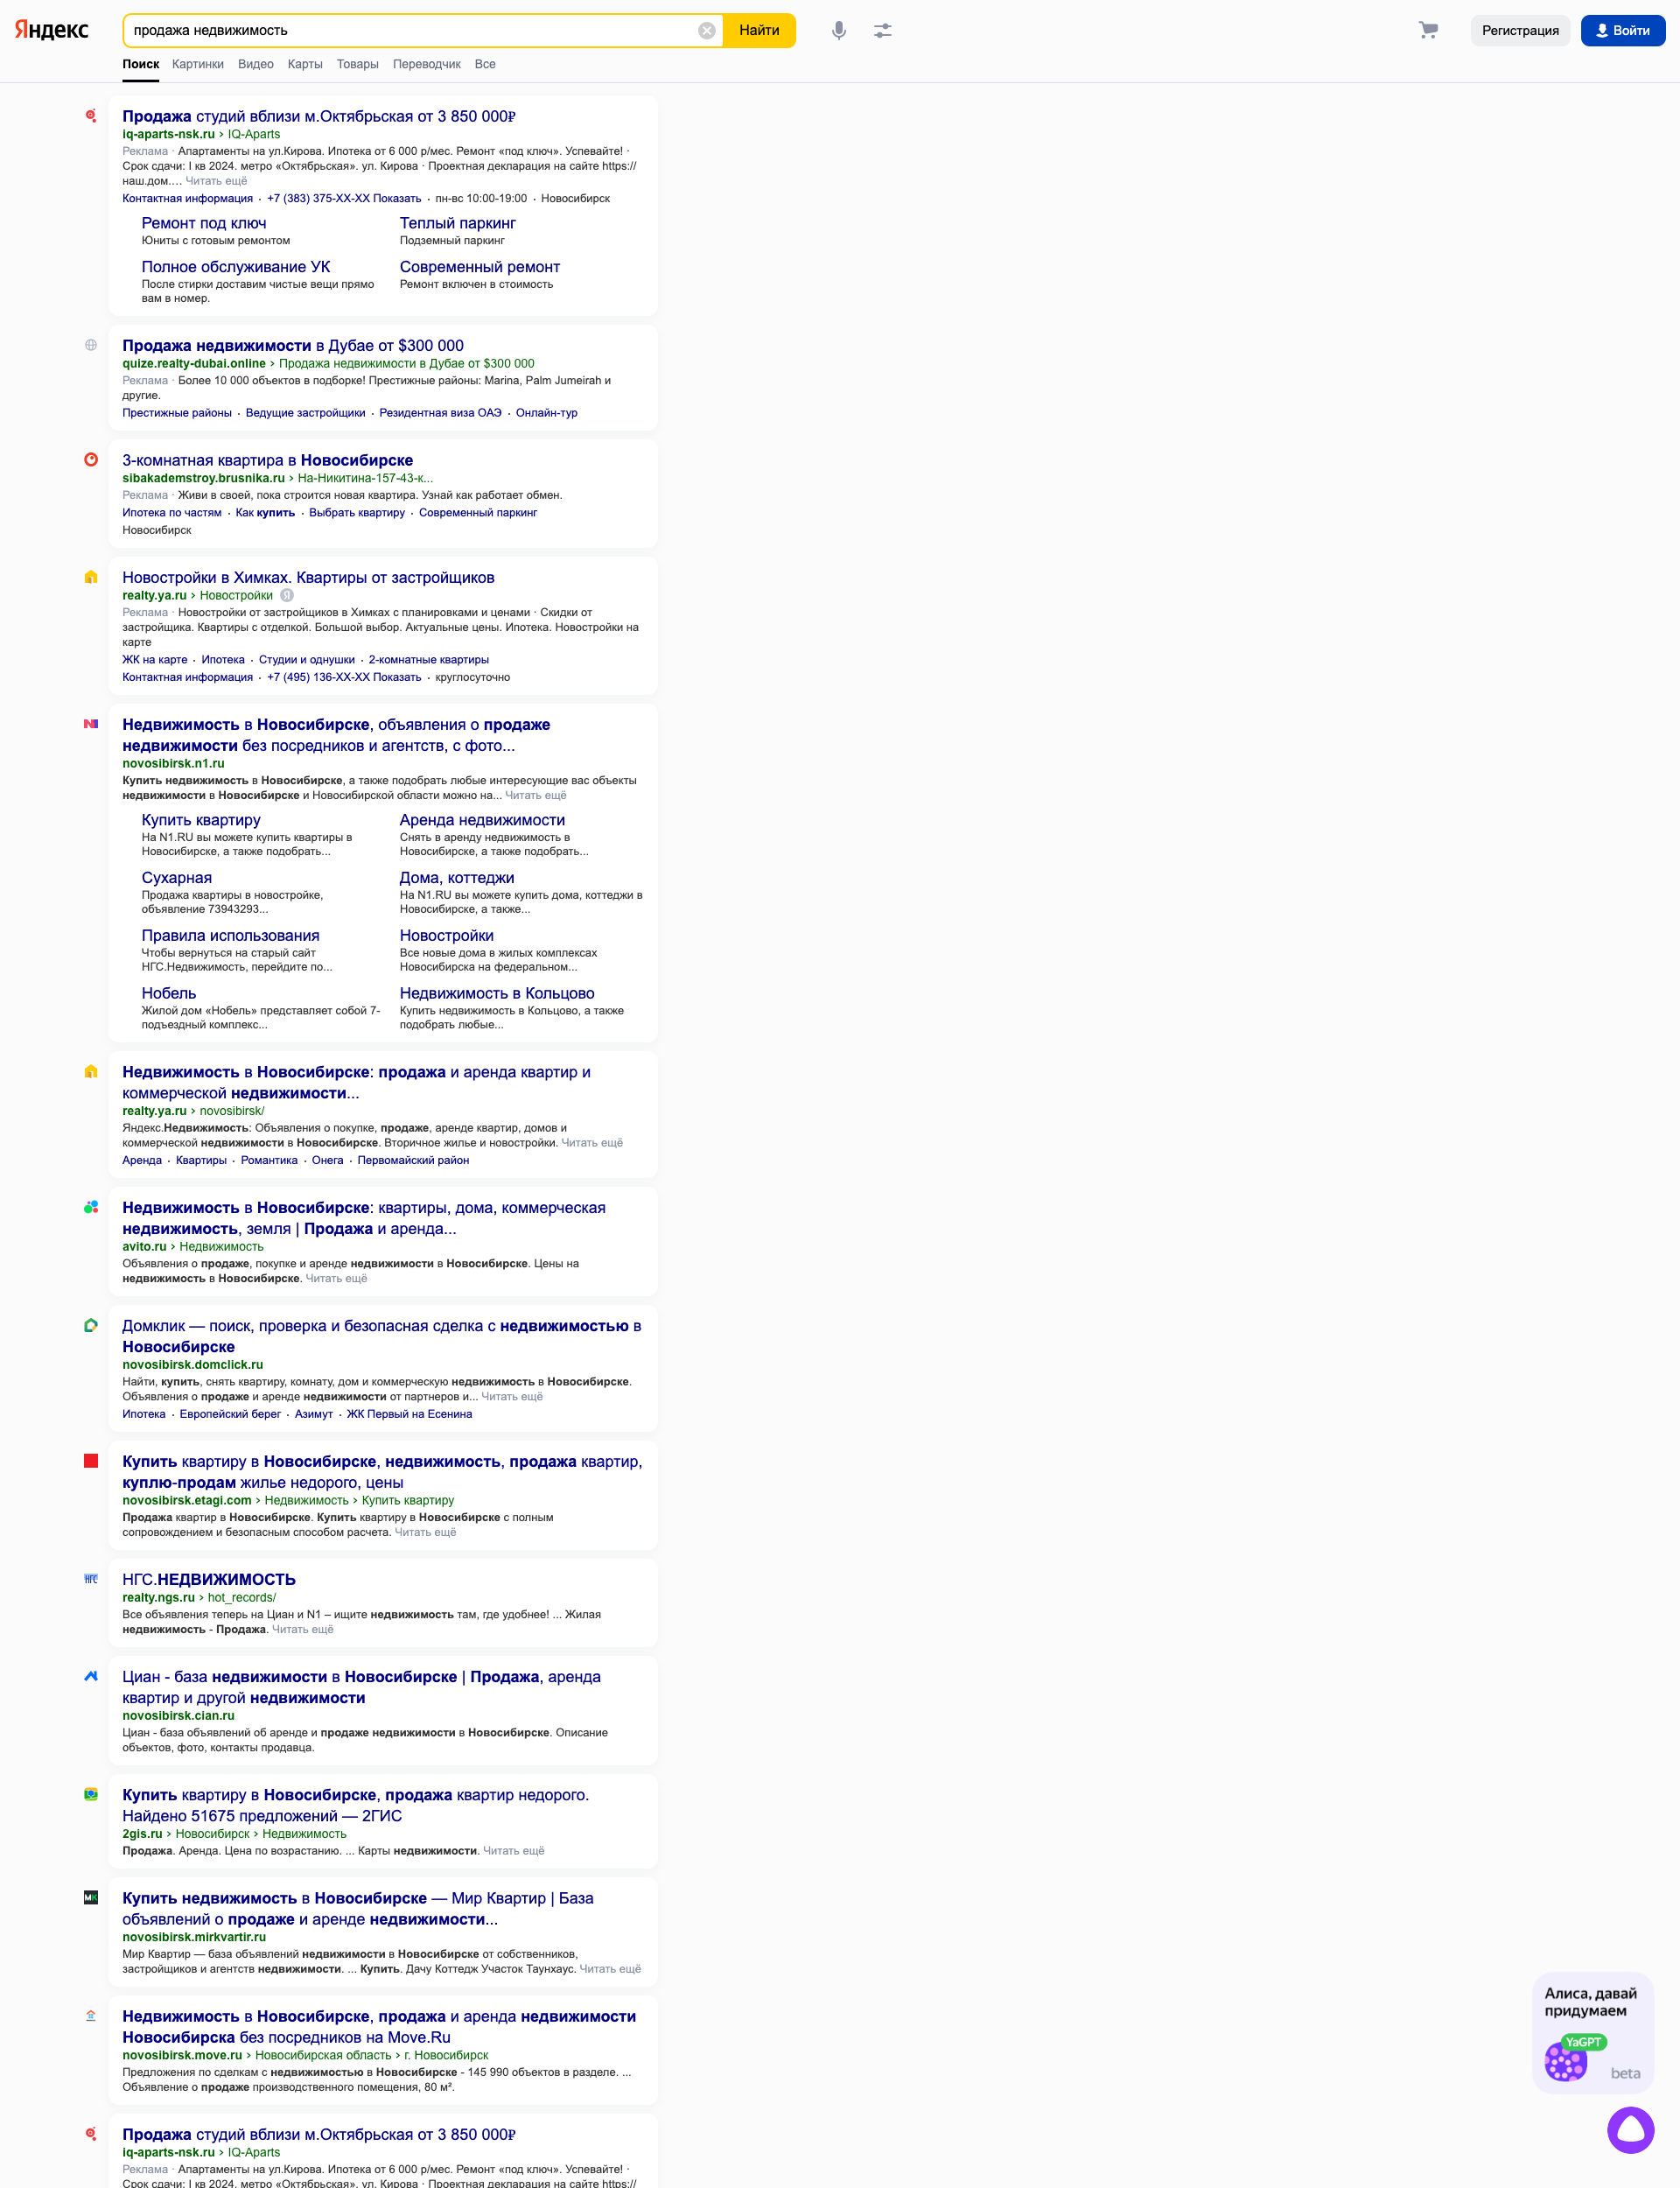 Яндекс
продажа недвижимость
Найти
Регистрация
Войти
Поиск Картинки Видео Карты Товары Переводчик Все
Продажа студий вблизи м.Октябрьская от 3 850 000₽
iq-aparts-nsk.ru › IQ-Aparts
Реклама · Апартаменты на ул.Кирова. Ипотека от 6 000 р/мес. Ремонт «под ключ». Успевайте! ·
Срок сдачи: I кв 2024. метро «Октябрьская». ул. Кирова · Проектная декларация на сайте https://
наш.дом.… Читать ещё
Контактная информация · +7 (383) 375-XX-XX Показать · пн-вс 10:00-19:00 · Новосибирск
Ремонт под ключ
Юниты с готовым ремонтом
Теплый паркинг
Подземный паркинг
Полное обслуживание УК
После стирки доставим чистые вещи прямо
вам в номер.
Современный ремонт
Ремонт включен в стоимость
Продажа недвижимости в Дубае от $300 000
quize.realty-dubai.online › Продажа недвижимости в Дубае от $300 000
Реклама · Более 10 000 объектов в подборке! Престижные районы: Marina, Palm Jumeirah и
другие.
Престижные районы · Ведущие застройщики · Резидентная виза ОАЭ · Онлайн-тур
3-комнатная квартира в Новосибирске
sibakademstroy.brusnika.ru › На-Никитина-157-43-к...
Реклама · Живи в своей, пока строится новая квартира. Узнай как работает обмен.
Ипотека по частям · Как купить · Выбрать квартиру · Современный паркинг
Новосибирск
Новостройки в Химках. Квартиры от застройщиков
realty.ya.ru › Новостройки Я
Реклама · Новостройки от застройщиков в Химках с планировками и ценами · Скидки от
застройщика. Квартиры с отделкой. Большой выбор. Актуальные цены. Ипотека. Новостройки на
карте
ЖК на карте · Ипотека · Студии и однушки · 2-комнатные квартиры
Контактная информация · +7 (495) 136-XX-XX Показать · круглосуточно
Недвижимость в Новосибирске, объявления о продаже
недвижимости без посредников и агентств, с фото...
novosibirsk.n1.ru
Купить недвижимость в Новосибирске, а также подобрать любые интересующие вас объекты
недвижимости в Новосибирске и Новосибирской области можно на... Читать ещё
Купить квартиру
На N1.RU вы можете купить квартиры в
Новосибирске, а также подобрать...
Аренда недвижимости
Снять в аренду недвижимость в
Новосибирске, а также подобрать...
Сухарная
Продажа квартиры в новостройке,
объявление 73943293...
Дома, коттеджи
На N1.RU вы можете купить дома, коттеджи в
Новосибирске, а также...
Правила использования
Чтобы вернуться на старый сайт
НГС.Недвижимость, перейдите по...
Новостройки
Все новые дома в жилых комплексах
Новосибирска на федеральном...
Нобель
Жилой дом «Нобель» представляет собой 7-
подъездный комплекс...
Недвижимость в Кольцово
Купить недвижимость в Кольцово, а также
подобрать любые...
Недвижимость в Новосибирске: продажа и аренда квартир и
коммерческой недвижимости...
realty.ya.ru › novosibirsk/
Яндекс.Недвижимость: Объявления о покупке, продаже, аренде квартир, домов и
коммерческой недвижимости в Новосибирске. Вторичное жилье и новостройки. Читать ещё
Аренда · Квартиры · Романтика · Онега · Первомайский район
Недвижимость в Новосибирске: квартиры, дома, коммерческая
недвижимость, земля | Продажа и аренда...
avito.ru › Недвижимость
Объявления о продаже, покупке и аренде недвижимости в Новосибирске. Цены на
недвижимость в Новосибирске. Читать ещё
Домклик — поиск, проверка и безопасная сделка с недвижимостью в
Новосибирске
novosibirsk.domclick.ru
Найти, купить, снять квартиру, комнату, дом и коммерческую недвижимость в Новосибирске.
Объявления о продаже и аренде недвижимости от партнеров и... Читать ещё
Ипотека · Европейский берег · Азимут · ЖК Первый на Есенина
Купить квартиру в Новосибирске, недвижимость, продажа квартир,
куплю-продам жилье недорого, цены
novosibirsk.etagi.com › Недвижимость › Купить квартиру
Продажа квартир в Новосибирске. Купить квартиру в Новосибирске с полным
сопровождением и безопасным способом расчета. Читать ещё
НГС
НГС.НЕДВИЖИМОСТЬ
realty.ngs.ru › hot_records/
Все объявления теперь на Циан и N1 – ищите недвижимость там, где удобнее! ... Жилая
недвижимость - Продажа. Читать ещё
Циан - база недвижимости в Новосибирске | Продажа, аренда
квартир и другой недвижимости
novosibirsk.cian.ru
Циан - база объявлений об аренде и продаже недвижимости в Новосибирске. Описание
объектов, фото, контакты продавца.
Купить квартиру в Новосибирске, продажа квартир недорого.
Найдено 51675 предложений — 2ГИС
2gis.ru › Новосибирск › Недвижимость
Продажа. Аренда. Цена по возрастанию. ... Карты недвижимости. Читать ещё
МК
Купить недвижимость в Новосибирске — Мир Квартир | База
объявлений о продаже и аренде недвижимости...
novosibirsk.mirkvartir.ru
Мир Квартир — база объявлений недвижимости в Новосибирске от собственников,
застройщиков и агентств недвижимости. ... Купить. Дачу Коттедж Участок Таунхаус. Читать ещё
Недвижимость в Новосибирске, продажа и аренда недвижимости
Новосибирска без посредников на Move.Ru
novosibirsk.move.ru › Новосибирская область › г. Новосибирск
Предложения по сделкам с недвижимостью в Новосибирске - 145 990 объектов в разделе. ...
Объявление о продаже производственного помещения, 80 м².
Продажа студий вблизи м.Октябрьская от 3 850 000₽
iq-aparts-nsk.ru › IQ-Aparts
Реклама · Апартаменты на ул.Кирова. Ипотека от 6 000 р/мес. Ремонт «под ключ». Успевайте! ·
Срок сдачи: I кв 2024. метро «Октябрьская». ул. Кирова · Проектная декларация на сайте https://
Алиса, давай
придумаем
YaGPT
beta